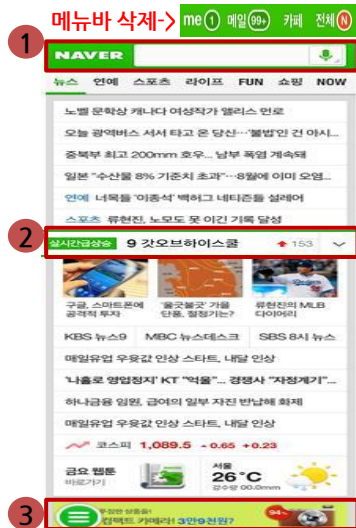 메뉴바 삭제->
me 1 메일 99+ 카페 전체 N
1
NAVER
뉴스 연예 스포츠 라이프 FUN 쇼핑 NOW
노벨 문학상 캐나다 여성작가 앨리스 먼로
오늘 광역버스 서서 타고 온 당신…'불법'인 건 아시...
중북부 최고 200mm 호우... 남부 폭염 계속돼
일본 "수산물 8% 기준치 초과"…8월에 이미 오염...
연예 너목들 '이종석' 백허그 네티즌들 설레어
스포츠 류현진, 노모도 못 이긴 기록 달성
2
실시간급상승 9 갓오브하이스쿨 153
구글, 스마트폰에 공격적 투자
'울긋불긋' 가을 단풍, 절정기는?
류현진의 MLB 다이어리
KBS 뉴스9 MBC 뉴스데스크 SBS 8시 뉴스
매일유업 우윳값 인상 스타트, 내달 인상
'나홀로 영업정지' KT "억울"... 경쟁사 "자정계기"...
하나금융 임원, 급여의 일부 자진 반납해 화제
매일유업 우윳값 인상 스타트, 내달 인상
코스피 1,089.5 0.65 +0.23
금요 웹툰
바로가기
서울
26°C
강수량 00.0mm
3
컴팩트 카메라! 3만9천원?
94